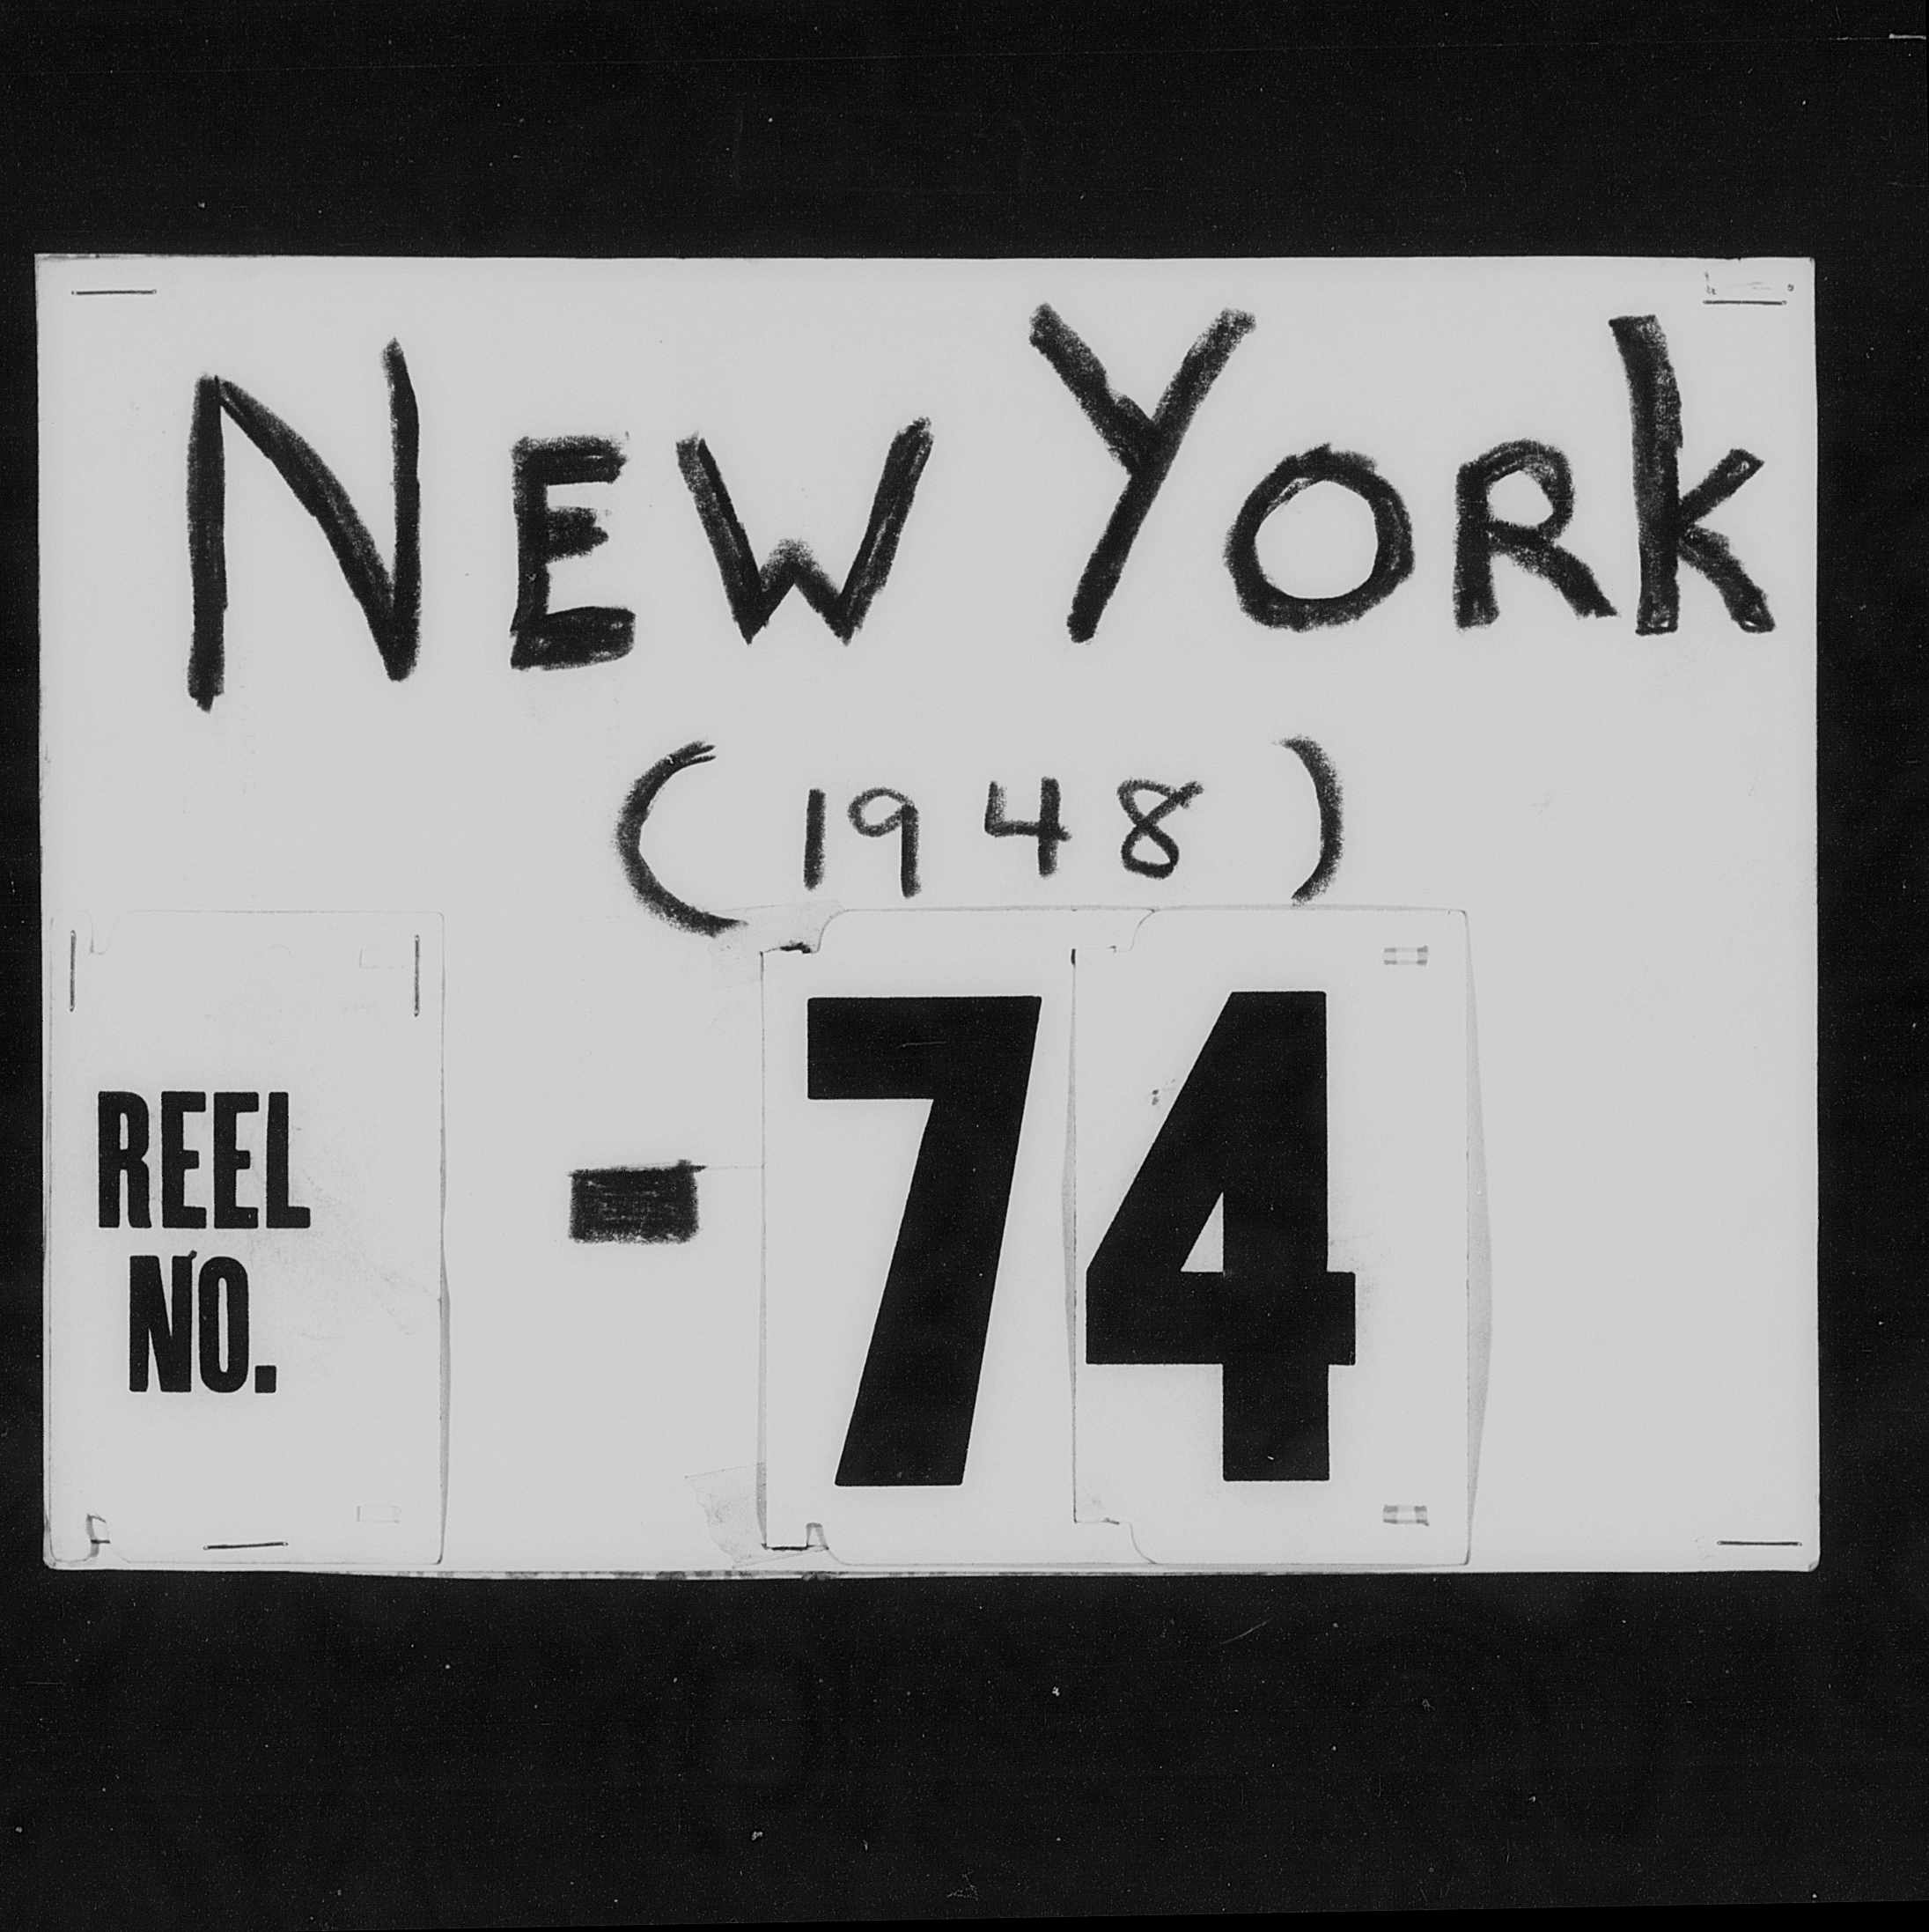 NEW YORK
(1948)
REEL
NO. - 74